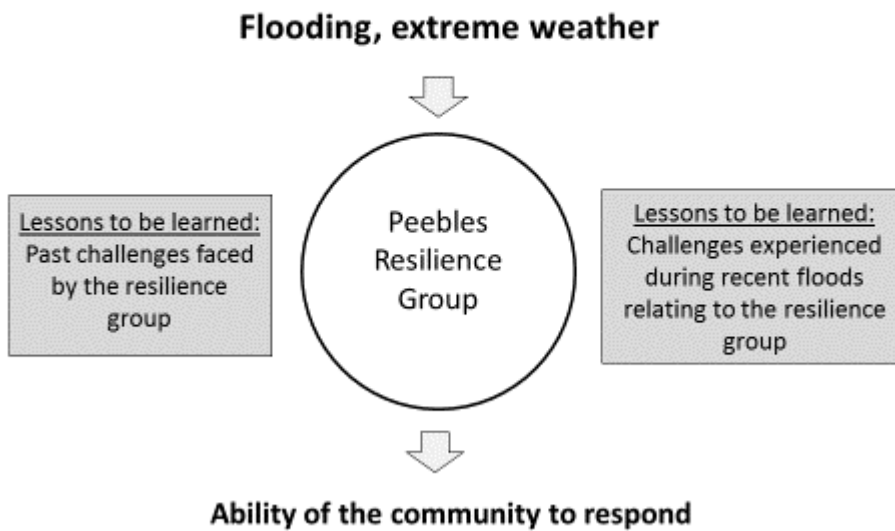 Flooding, extreme weather
Lessons to be learned:
Past challenges faced
by the resilience
group
Peebles
Resilience
Group
Lessons to be learned:
Challenges experienced
during recent floods
relating to the resilience
group
Ability of the community to respond